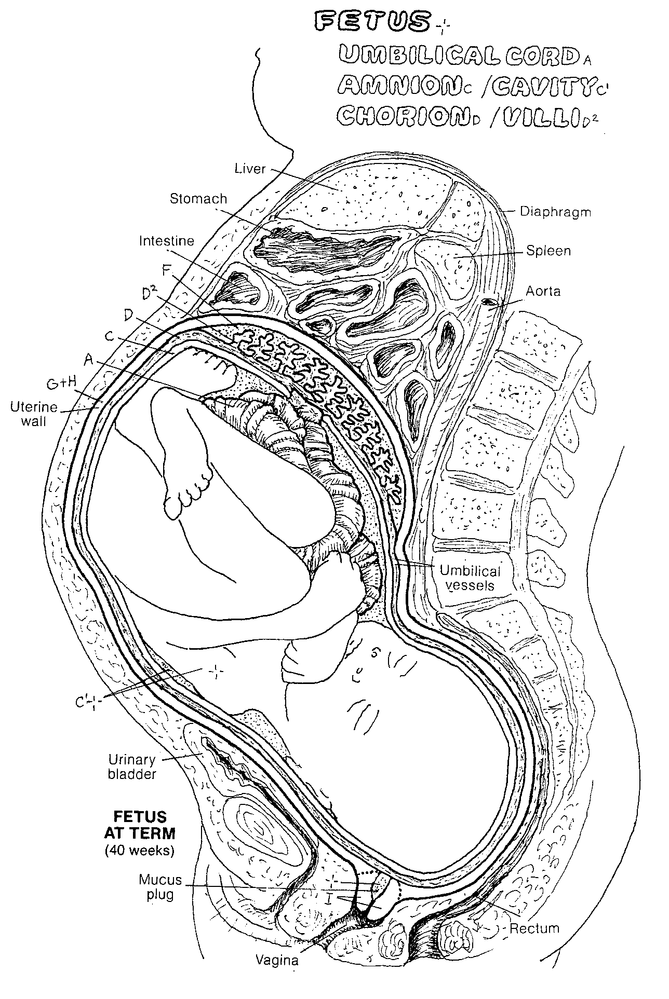 FETUS
UMBILICAL CORD A
AMNION C / CAVITY C'
CHORION D / VILLI D²
Liver
Stomach
Diaphragm
Intestine
Spleen
F
D²
Aorta
D
C
A
G+H
Uterine
wall
Umbilical
vessels
C'
Urinary
bladder
FETUS
AT TERM
(40 weeks)
Mucus
plug
I
Rectum
Vagina